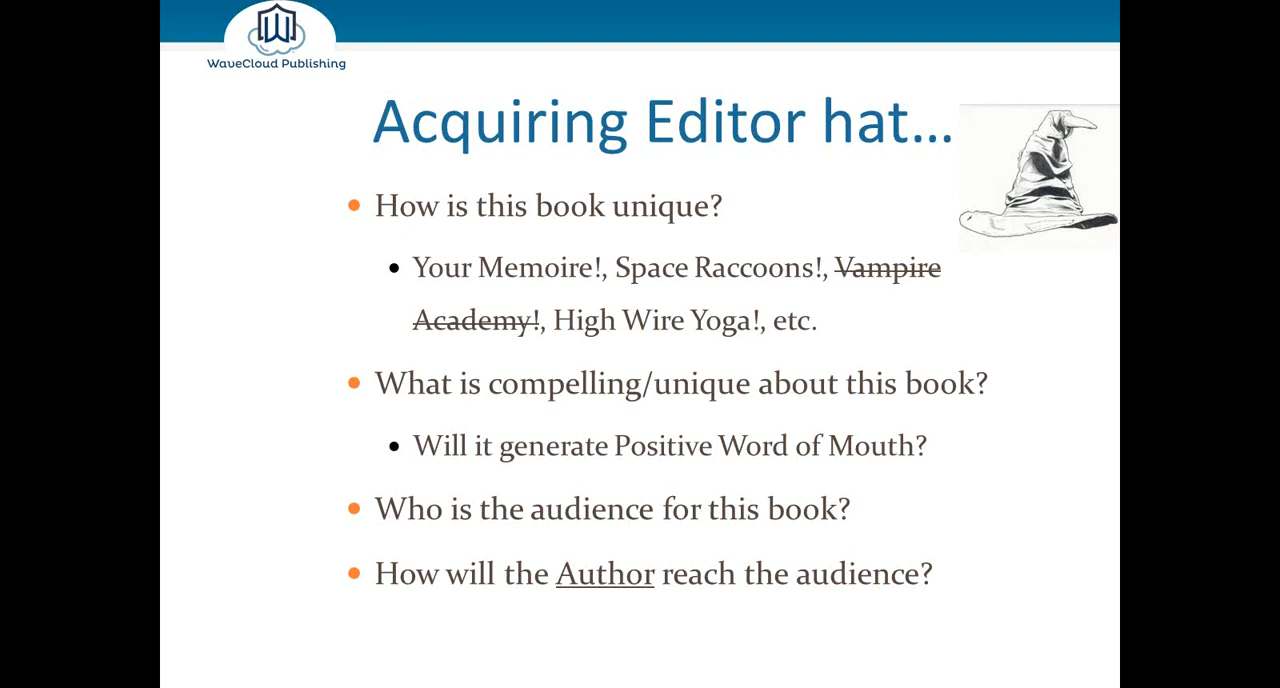 WaveCloud Publishing
Acquiring Editor hat...
How is this book unique?
Your Memoire!, Space Raccoons!, Vampire
Academy!, High Wire Yoga!, etc.
What is compelling/unique about this book?
Will it generate Positive Word of Mouth?
Who is the audience for this book?
How will the Author reach the audience?